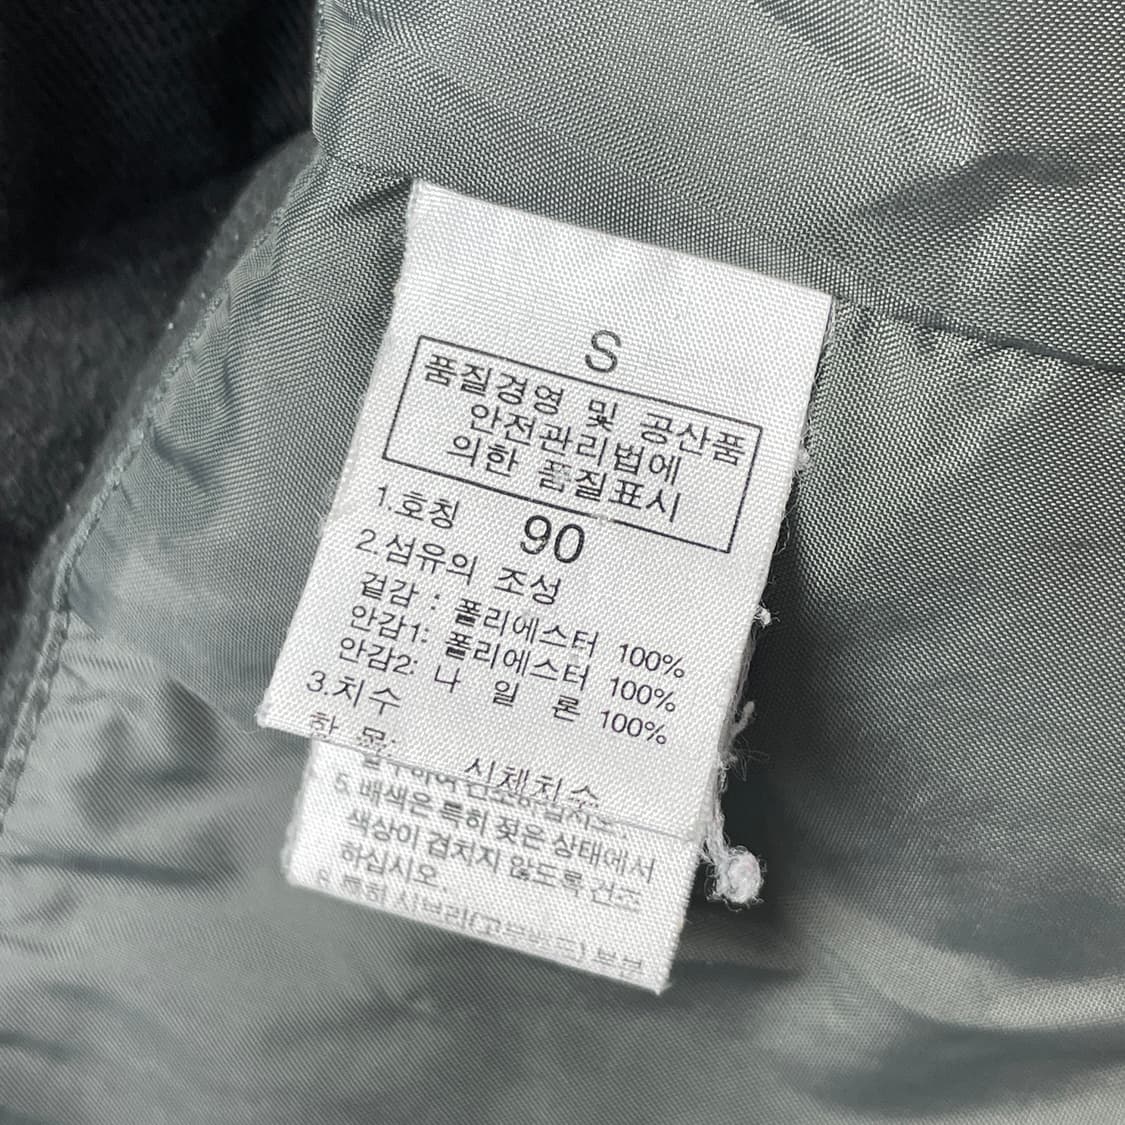 S
품질경영 및 공산품
안전관리법에
의한 품질표시
1.호칭 90
2.섬유의 조성
겉감 : 폴리에스터 100%
안감1: 폴리에스터 100%
안감2: 나 일 론 100%
3.치수
항 목: 신체치수
5. 배색은 특히 젖은 상태에서
색상이 겹치지 않도록 건조
하십시오.